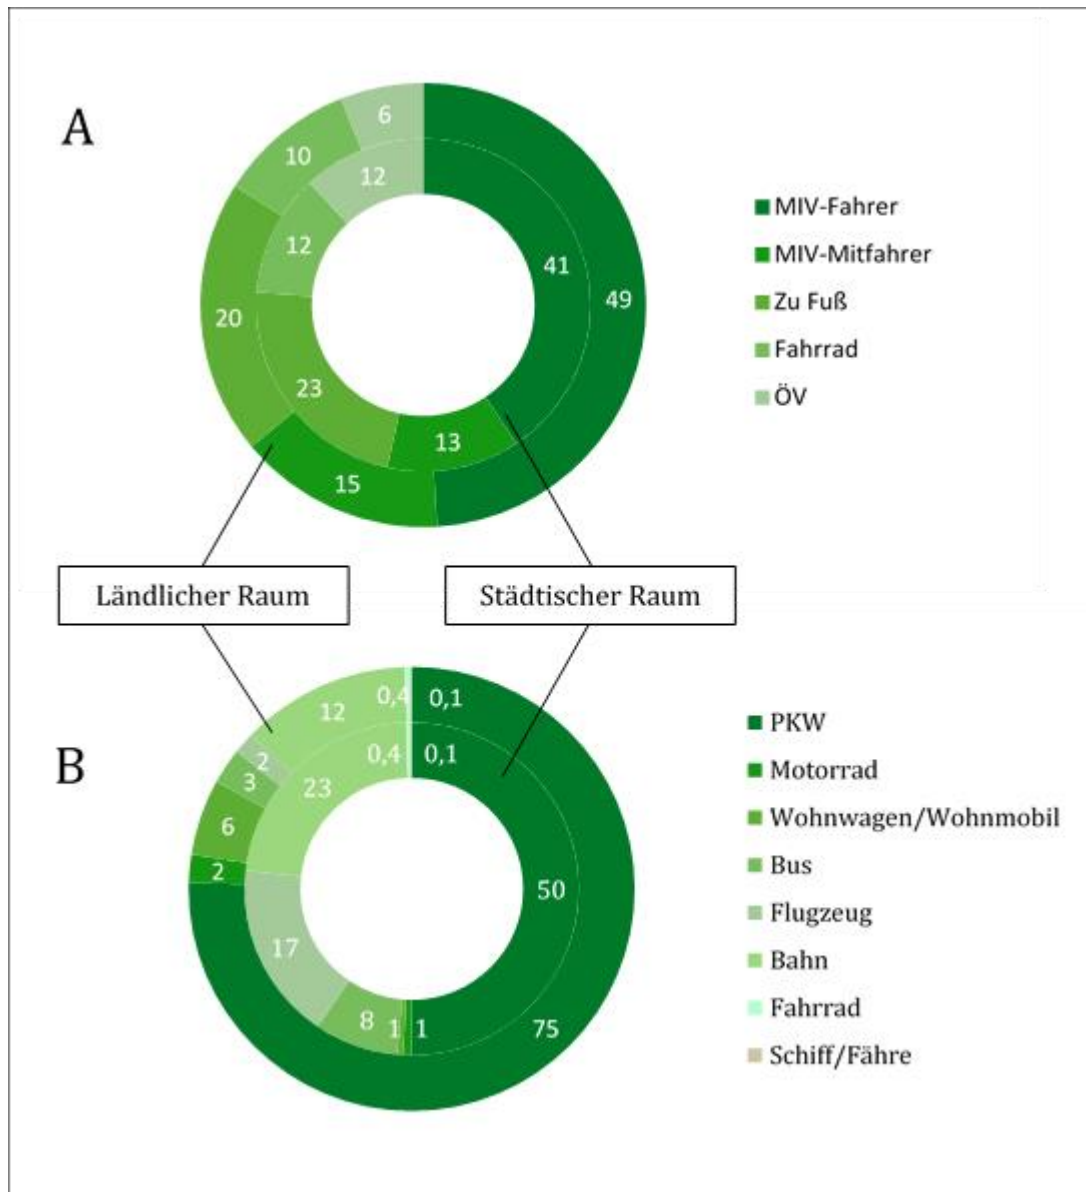 A
6
10
12
12
41
49
20
23
13
15
MIV-Fahrer
MIV-Mitfahrer
Zu Fuß
Fahrrad
ÖV
Ländlicher Raum
Städtischer Raum
B
12
0,4
0,1
2
3
23
0,4
0,1
6
2
50
17
8
1
1
75
PKW
Motorrad
Wohnwagen/Wohnmobil
Bus
Flugzeug
Bahn
Fahrrad
Schiff/Fähre